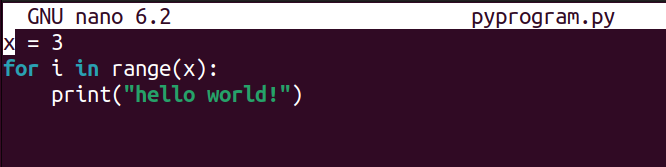 GNU nano 6.2 pyprogram.py
x = 3
for i in range(x):
    print("hello world!")